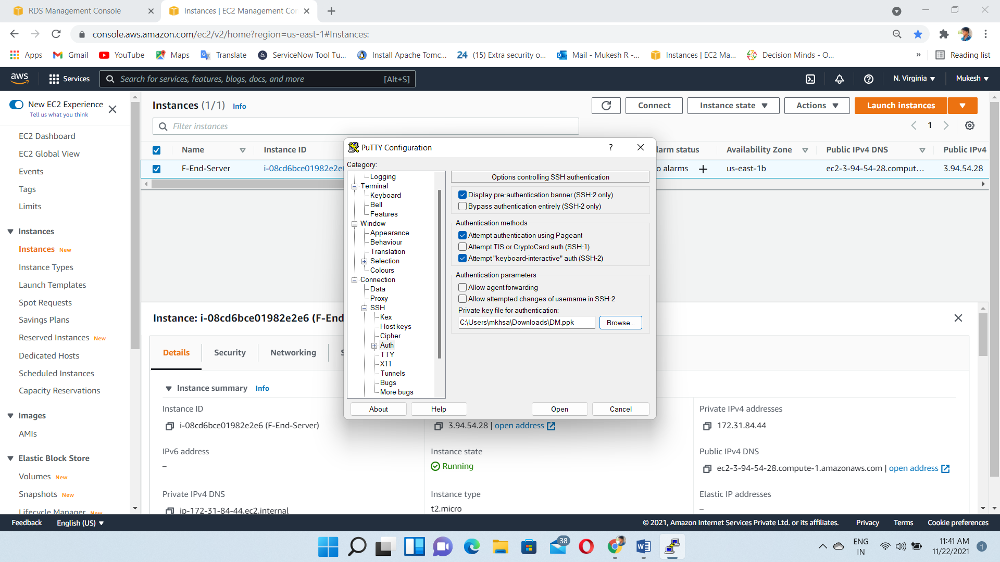 RDS Management Console
Instances | EC2 Management Con
console.aws.amazon.com/ec2/v2/home?region=us-east-1#Instances:
Apps
Gmail
YouTube
Maps
Translate
ServiceNow Tool Tu...
Install Apache Tomc...
24 (15) Extra security o...
Mail - Mukesh R -...
Instances | EC2 Ma...
Decision Minds - O...
»
Reading list
aws
Services
Search for services, features, blogs, docs, and more
[Alt+S]
N. Virginia
Mukesh
New EC2 Experience
Tell us what you think
EC2 Dashboard
EC2 Global View
Events
Tags
Limits
Instances
Instances New
Instance Types
Launch Templates
Spot Requests
Savings Plans
Reserved Instances New
Dedicated Hosts
Scheduled Instances
Capacity Reservations
Images
AMIs
Elastic Block Store
Volumes New
Snapshots New
Lifecycle Manager New
Instances (1/1) Info
Connect
Instance state
Actions
Launch instances
Filter instances
1
Name
Instance ID
larm status
Availability Zone
Public IPv4 DNS
Public IPv4
F-End-Server
i-08cd6bce01982e2e6
o alarms
us-east-1b
ec2-3-94-54-28.comput...
3.94.54.28
PuTTY Configuration
?
Category:
Logging
Terminal
Keyboard
Bell
Features
Window
Appearance
Behaviour
Translation
Selection
Colours
Connection
Data
Proxy
SSH
Kex
Host keys
Cipher
Auth
TTY
X11
Tunnels
Bugs
More bugs
Options controlling SSH authentication
Display pre-authentication banner (SSH-2 only)
Bypass authentication entirely (SSH-2 only)
Authentication methods
Attempt authentication using Pageant
Attempt TIS or CryptoCard auth (SSH-1)
Attempt "keyboard-interactive" auth (SSH-2)
Authentication parameters
Allow agent forwarding
Allow attempted changes of username in SSH-2
Private key file for authentication:
C:\Users\mkhsa\Downloads\DM.ppk
Browse...
About
Help
Open
Cancel
Instance: i-08cd6bce01982e2e6 (F-End
Details
Security
Networking
S
Instance summary Info
Instance ID
i-08cd6bce01982e2e6 (F-End-Server)
3.94.54.28 | open address
Private IPv4 addresses
172.31.84.44
IPv6 address
–
Instance state
Running
Public IPv4 DNS
ec2-3-94-54-28.compute-1.amazonaws.com | open address
Private IPv4 DNS
ip-172-31-84-44.ec2.internal
Instance type
t2.micro
Elastic IP addresses
–
Feedback
English (US)
© 2021, Amazon Internet Services Private Ltd. or its affiliates.
Privacy
Terms
Cookie preferences
38
ENG
IN
11:41 AM
11/22/2021
1